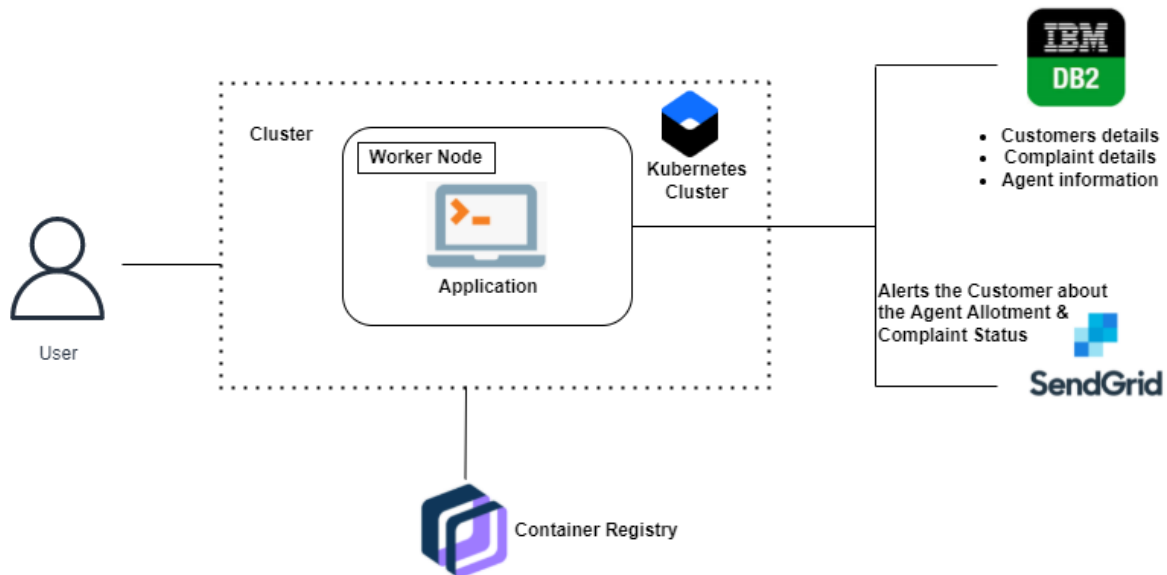 IBM
DB2
Customers details
Complaint details
Agent information
Cluster
Worker Node
Kubernetes
Cluster
Application
User
Alerts the Customer about
the Agent Allotment &
Complaint Status
SendGrid
Container Registry